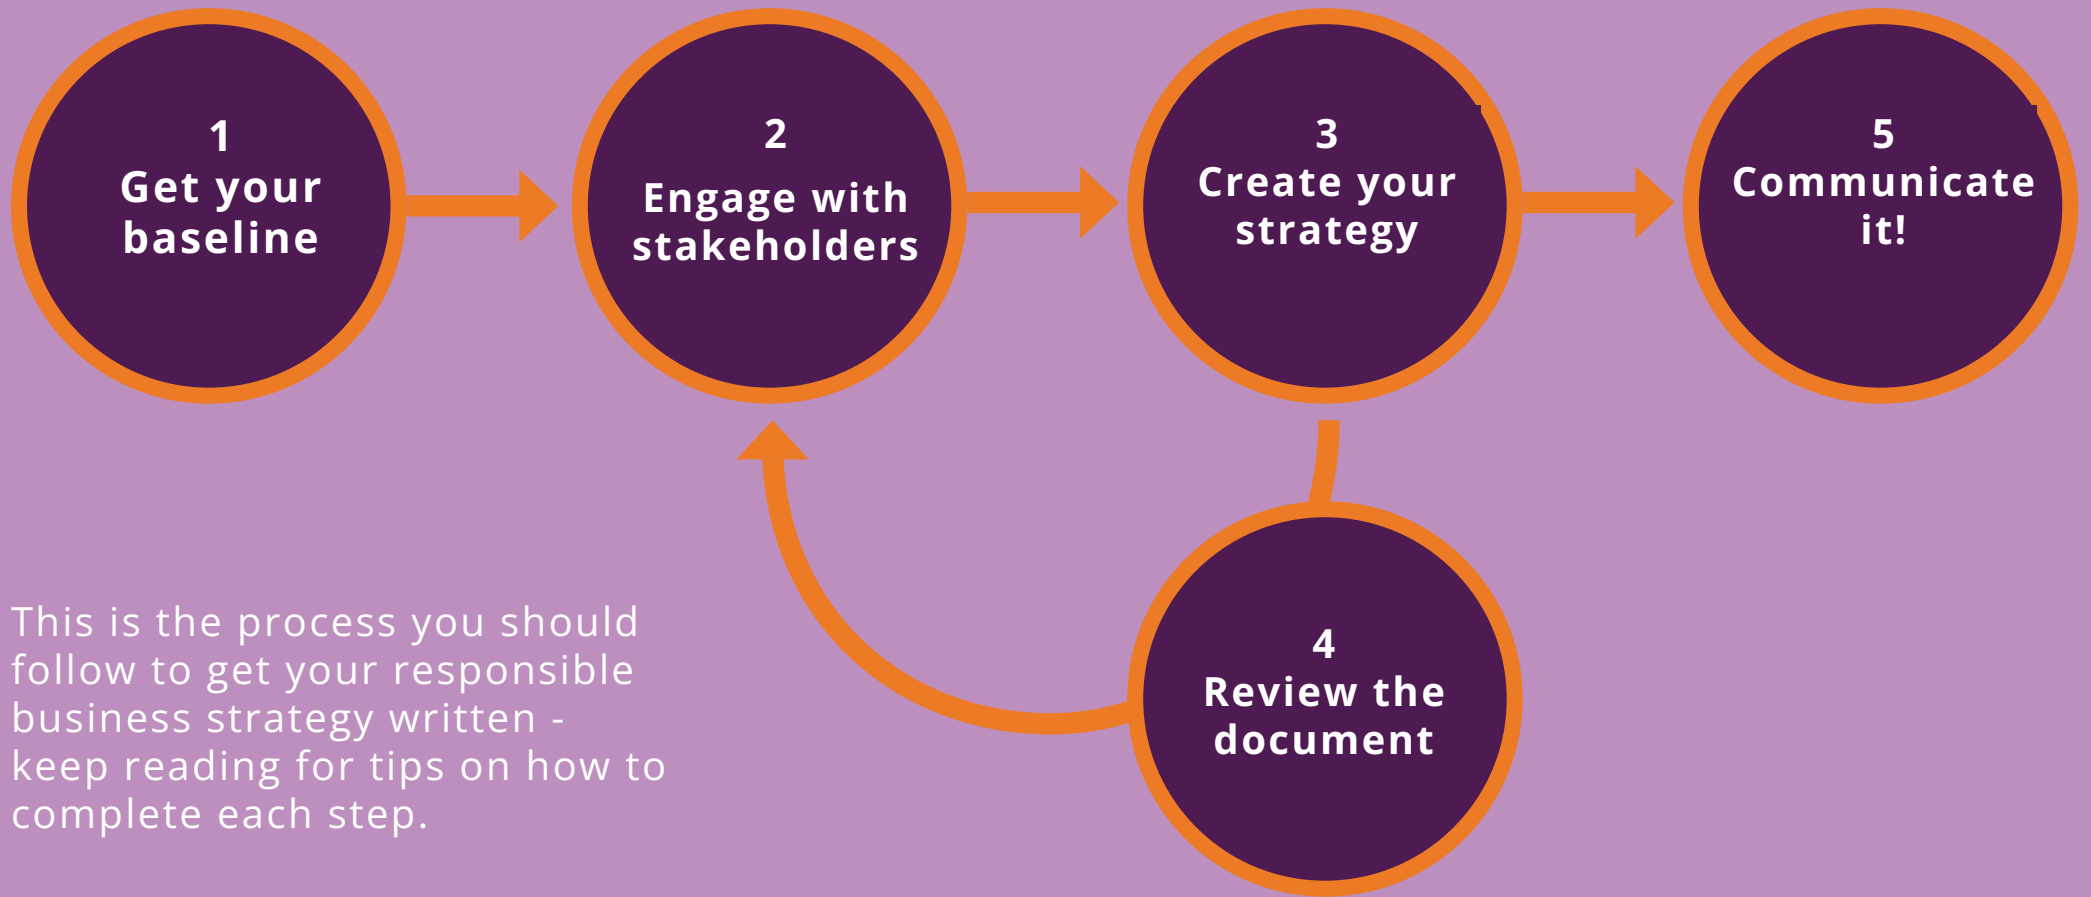 1
Get your
baseline
2
Engage with
stakeholders
3
Create your
strategy
5
Communicate
it!
4
Review the
document
This is the process you should
follow to get your responsible
business strategy written -
keep reading for tips on how to
complete each step.